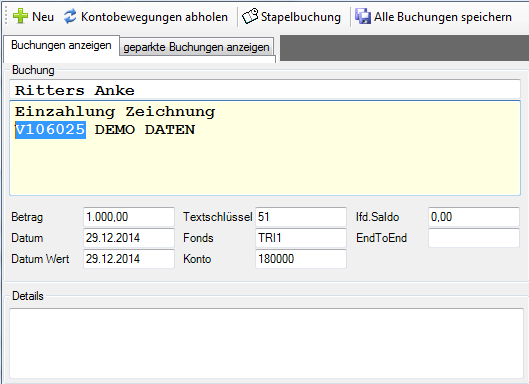 Neu Kontobewegungen abholen Stapelbuchung Alle Buchungen speichern
Buchungen anzeigen geparkte Buchungen anzeigen
Buchung
Ritters Anke
Einzahlung Zeichnung
V106025 DEMO DATEN
Betrag 1.000,00 Textschlüssel 51 lfd.Saldo 0,00
Datum 29.12.2014 Fonds TRI1 EndToEnd
Datum Wert 29.12.2014 Konto 180000
Details